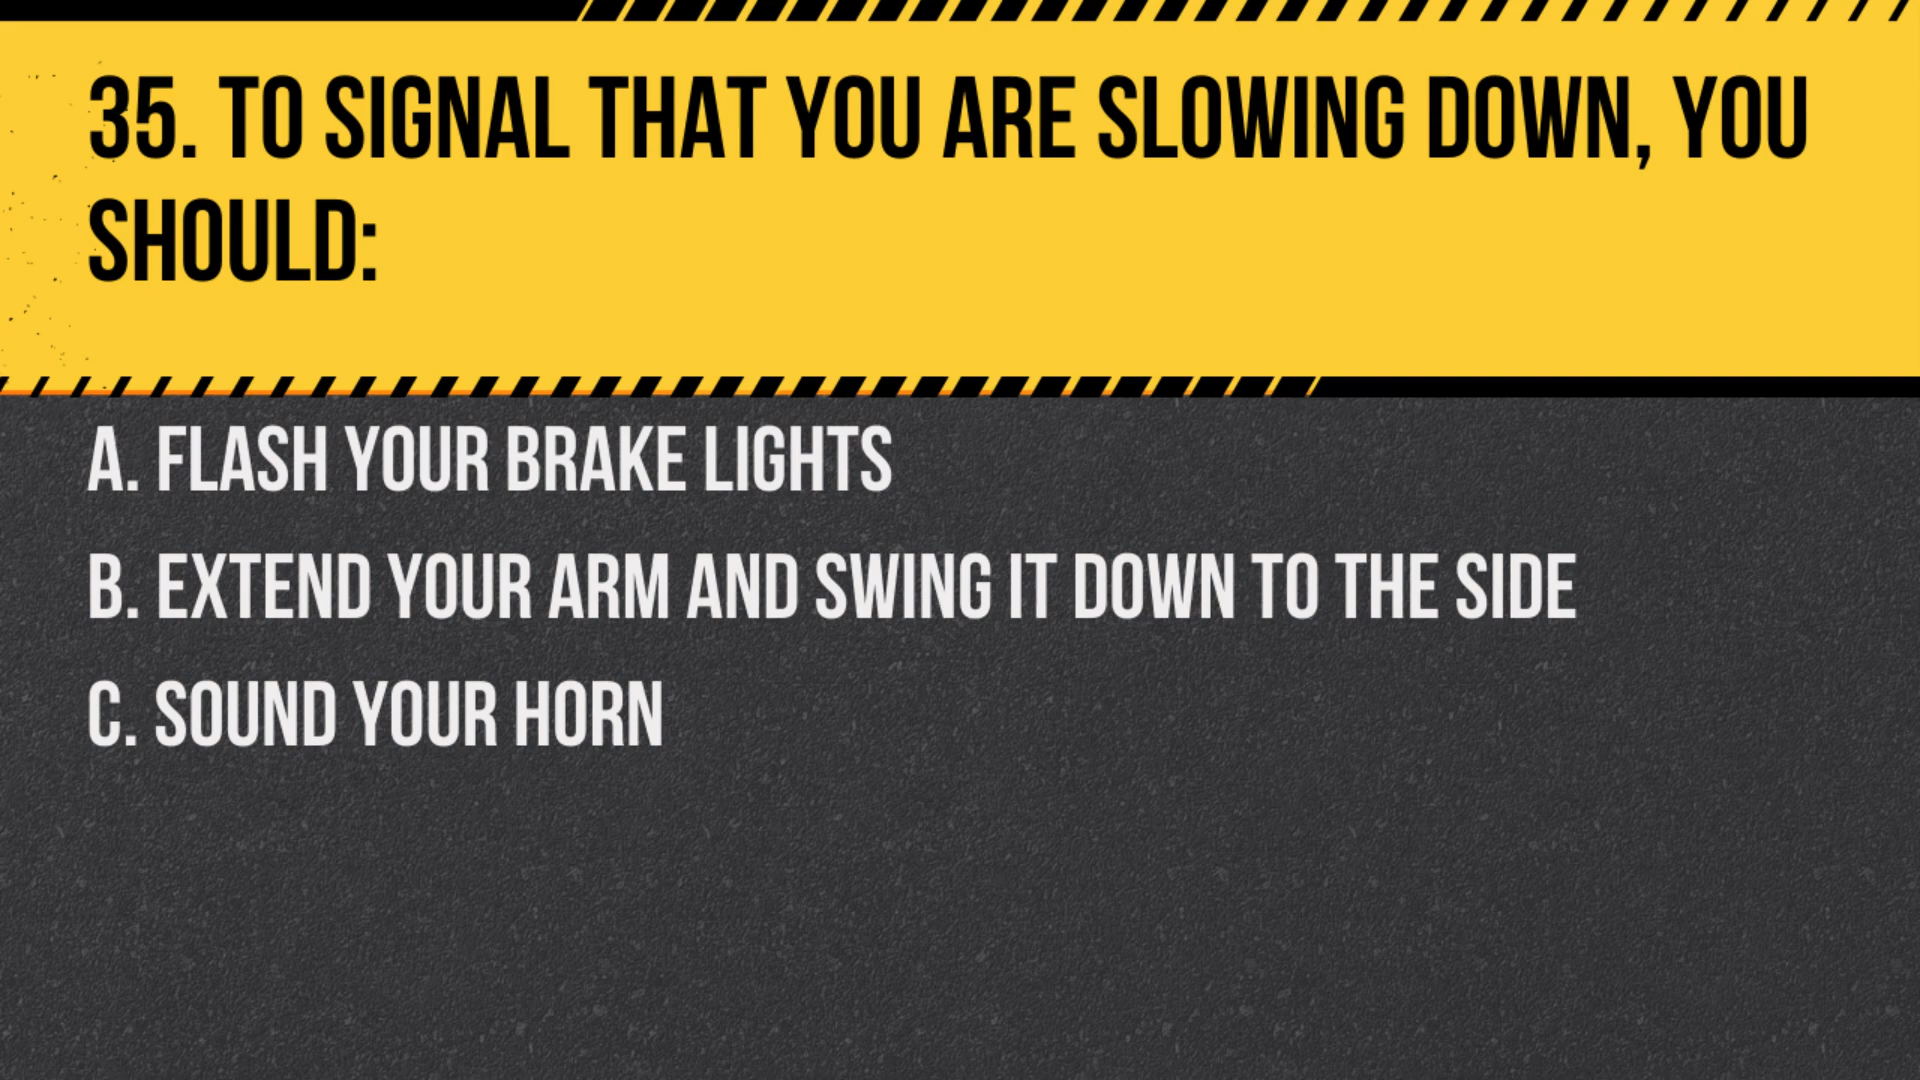 35. TO SIGNAL THAT YOU ARE SLOWING DOWN, YOU
SHOULD:
A. FLASH YOUR BRAKE LIGHTS
B. EXTEND YOUR ARM AND SWING IT DOWN TO THE SIDE
C. SOUND YOUR HORN